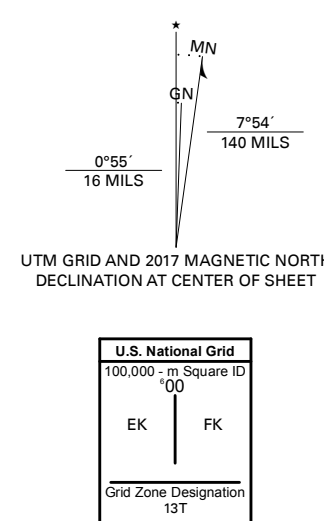 ★
MN
GN
7°54´
140 MILS
0°55´
16 MILS
UTM GRID AND 2017 MAGNETIC NORTH
DECLINATION AT CENTER OF SHEET
U.S. National Grid
100,000 - m Square ID
⁶00
EK FK
Grid Zone Designation
13T